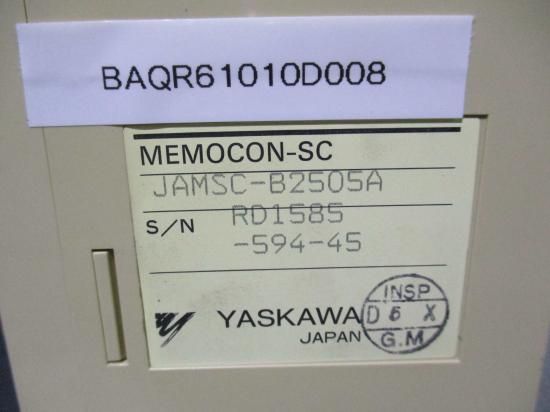 BAQR61010D008
MEMOCON-SC
JAMSC-B2505A
S/N RD1585
-594-45
YASKAWA
JAPAN
INSP
D 6 X
G.M